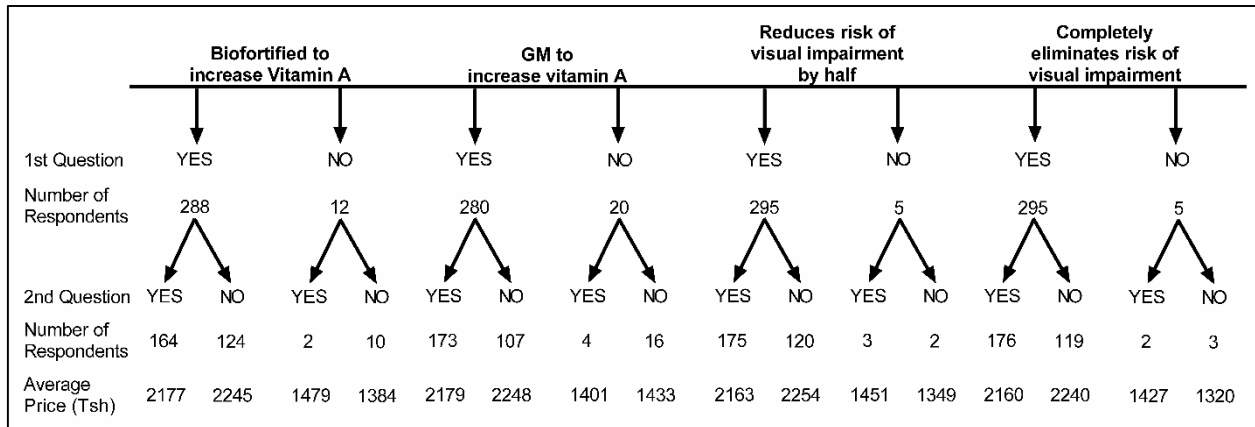 Biofortified to
increase Vitamin A
GM to
increase vitamin A
Reduces risk of
visual impairment
by half
Completely
eliminates risk of
visual impairment
1st Question YES NO YES NO YES NO YES NO
Number of
Respondents 288 12 280 20 295 5 295 5
2nd Question YES NO YES NO YES NO YES NO YES NO YES NO YES NO YES NO
Number of
Respondents 164 124 2 10 173 107 4 16 175 120 3 2 176 119 2 3
Average
Price (Tsh) 2177 2245 1479 1384 2179 2248 1401 1433 2163 2254 1451 1349 2160 2240 1427 1320